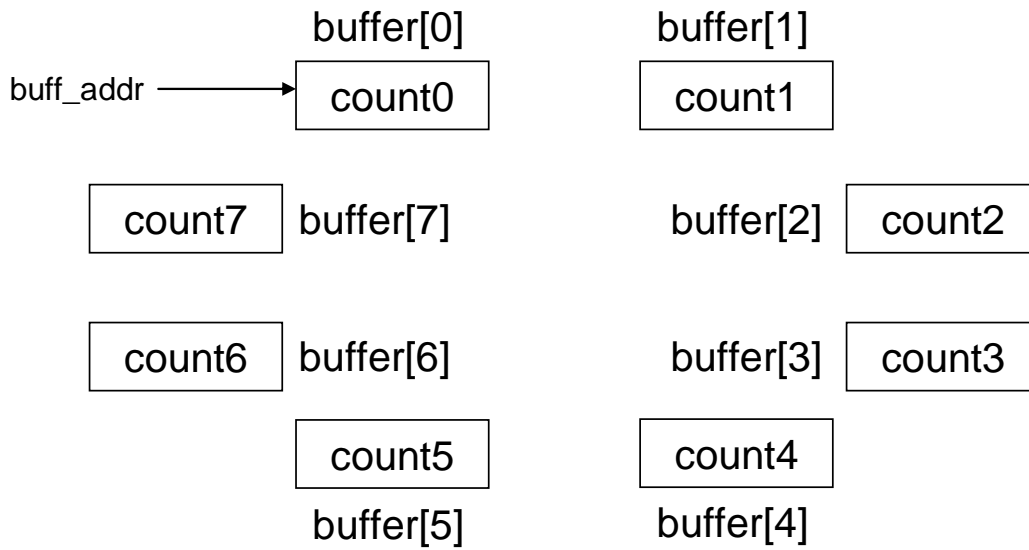 buffer[0] buffer[1]
buff_addr count0 count1
count7 buffer[7] buffer[2] count2
count6 buffer[6] buffer[3] count3
count5 count4
buffer[5] buffer[4]